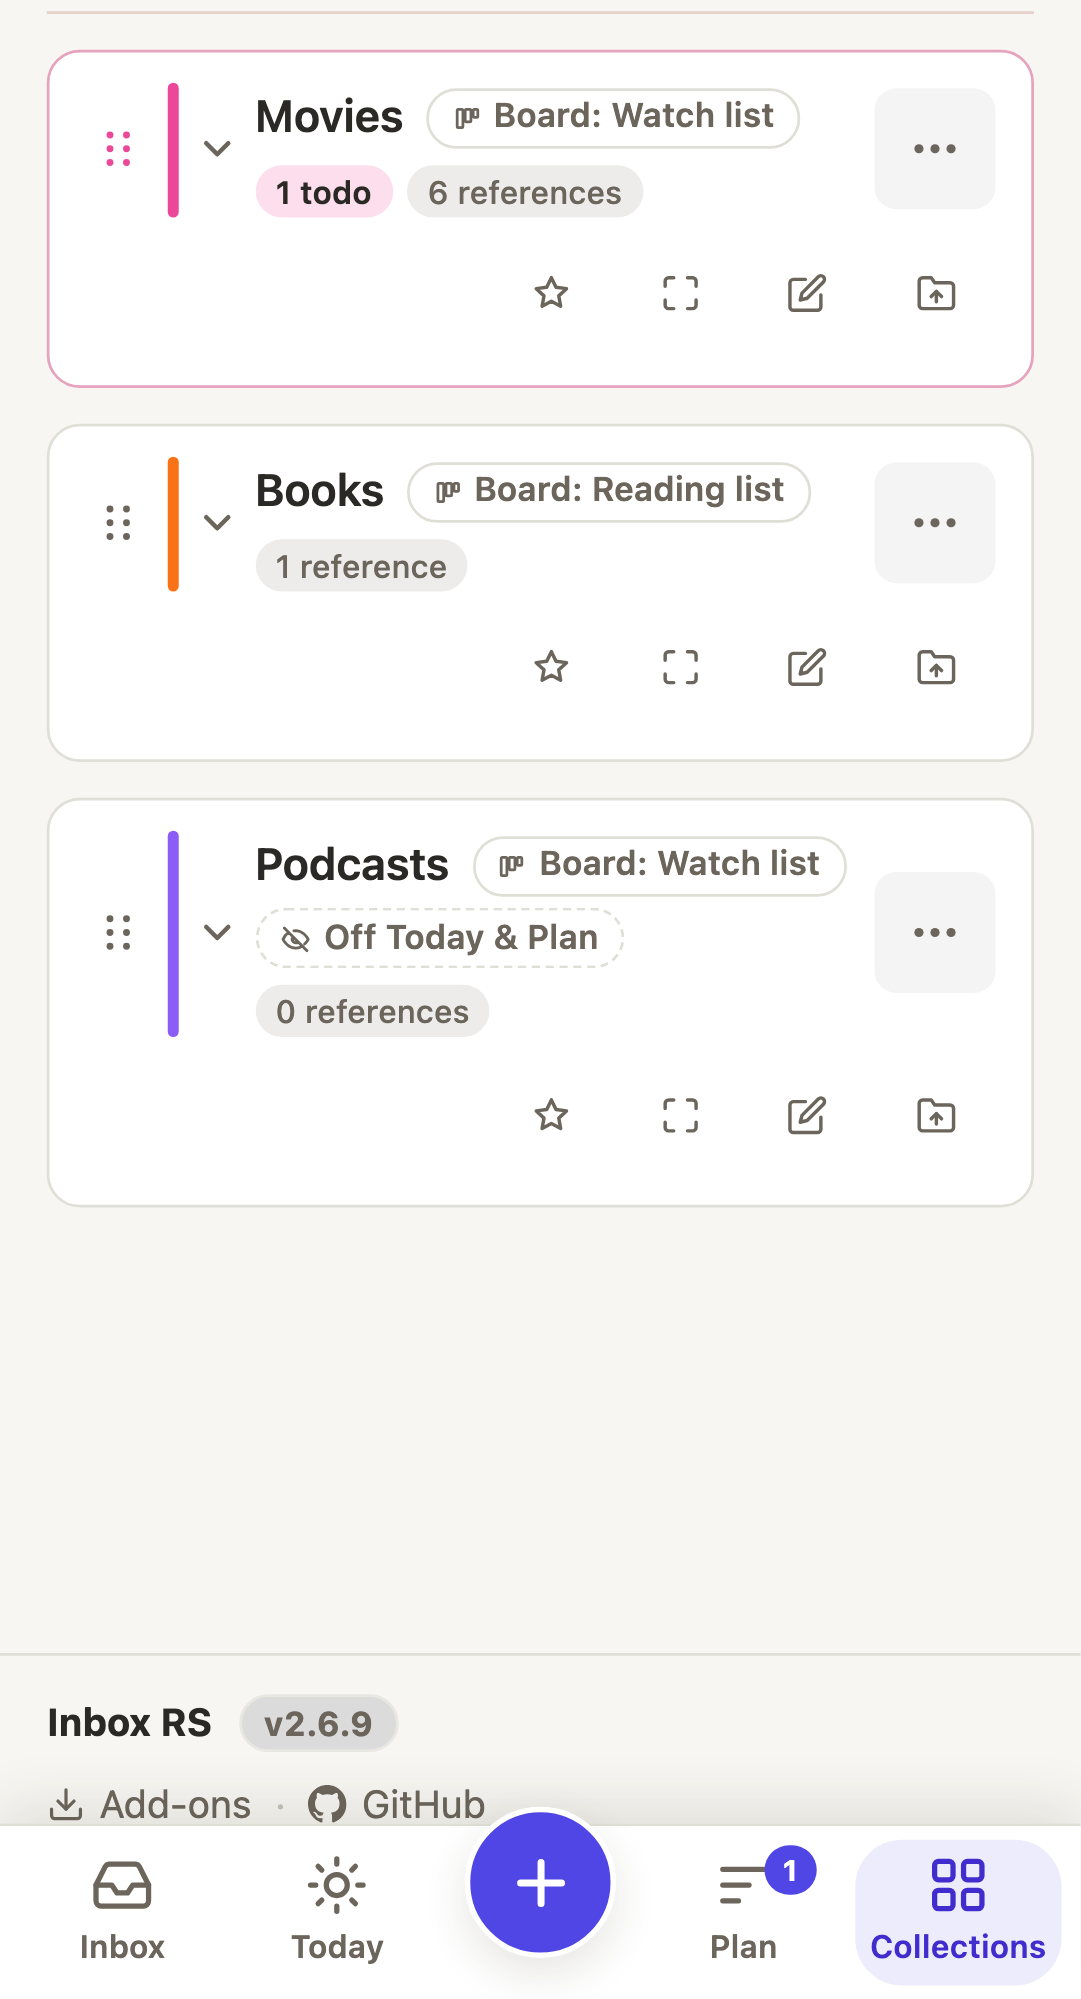 Movies Board: Watch list
1 todo 6 references
Books Board: Reading list
1 reference
Podcasts Board: Watch list
Off Today & Plan
0 references
Inbox RS v2.6.9
Add-ons · GitHub
1
Inbox Today Plan Collections